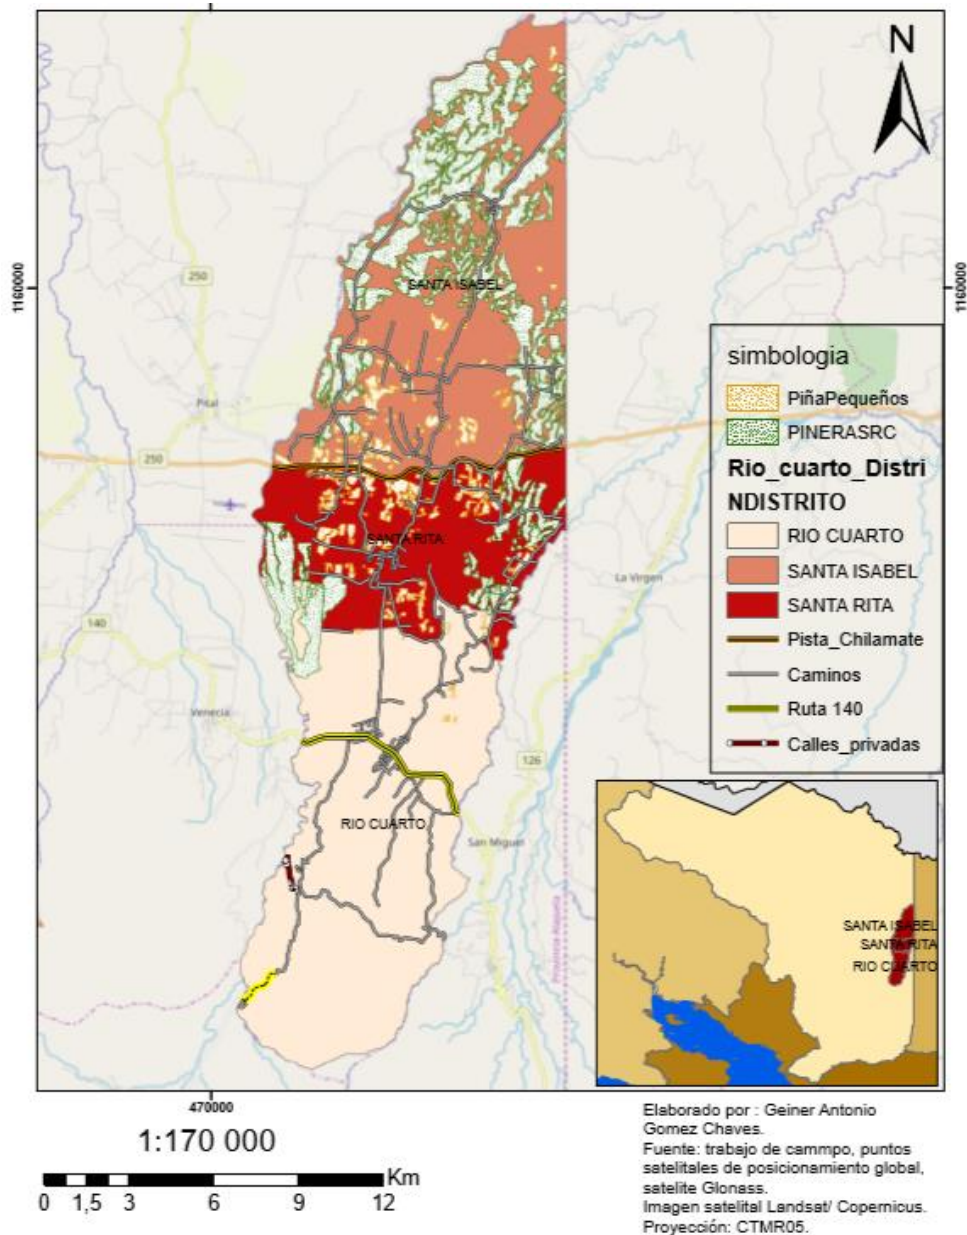 470000
N
250
1160000
1160000
SANTA ISABEL
simbologia
PiñaPequeños
PINERASRC
Rio_cuarto_Distri
NDISTRITO
RIO CUARTO
SANTA ISABEL
SANTA RITA
Pista_Chilamate
Caminos
Ruta 140
Calles_privadas
Pital
250
SANTA RITA
La Virgen
140
Venecia
126
RIO CUARTO
San Miguel
SANTA ISABEL
SANTA RITA
RIO CUARTO
470000
1:170 000
Km
0 1,5 3 6 9 12
Elaborado por : Geiner Antonio
Gomez Chaves.
Fuente: trabajo de cammpo, puntos
satelitales de posicionamiento global,
satelite Glonass.
Imagen satelital Landsat/ Copernicus.
Proyección: CTMR05.